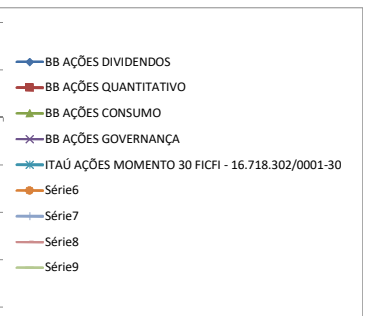 BB AÇÕES DIVIDENDOS
BB AÇÕES QUANTITATIVO
BB AÇÕES CONSUMO
BB AÇÕES GOVERNANÇA
ITAÚ AÇÕES MOMENTO 30 FICFI - 16.718.302/0001-30
Série6
Série7
Série8
Série9